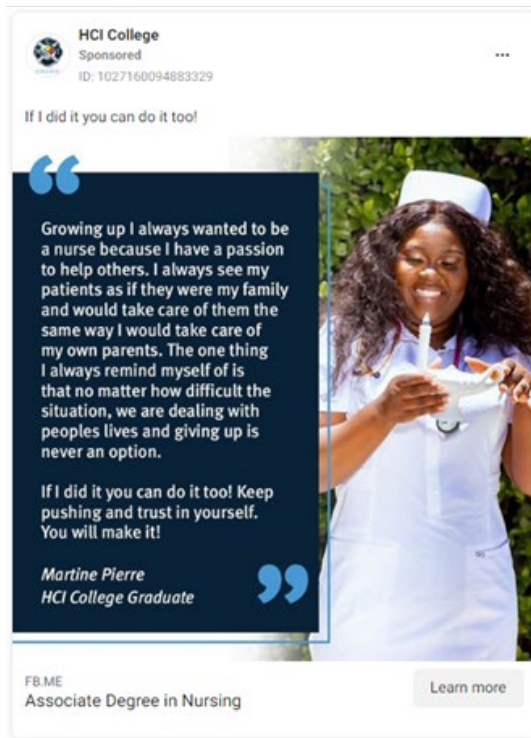 HCI College
Sponsored
ID: 1027160094883329
If I did it you can do it too!
Growing up I always wanted to be
a nurse because I have a passion
to help others. I always see my
patients as if they were my family
and would take care of them the
same way I would take care of
my own parents. The one thing
I always remind myself of is
that no matter how difficult the
situation, we are dealing with
peoples lives and giving up is
never an option.
If I did it you can do it too! Keep
pushing and trust in yourself.
You will make it!
Martine Pierre
HCI College Graduate
FB.ME
Associate Degree in Nursing
Learn more